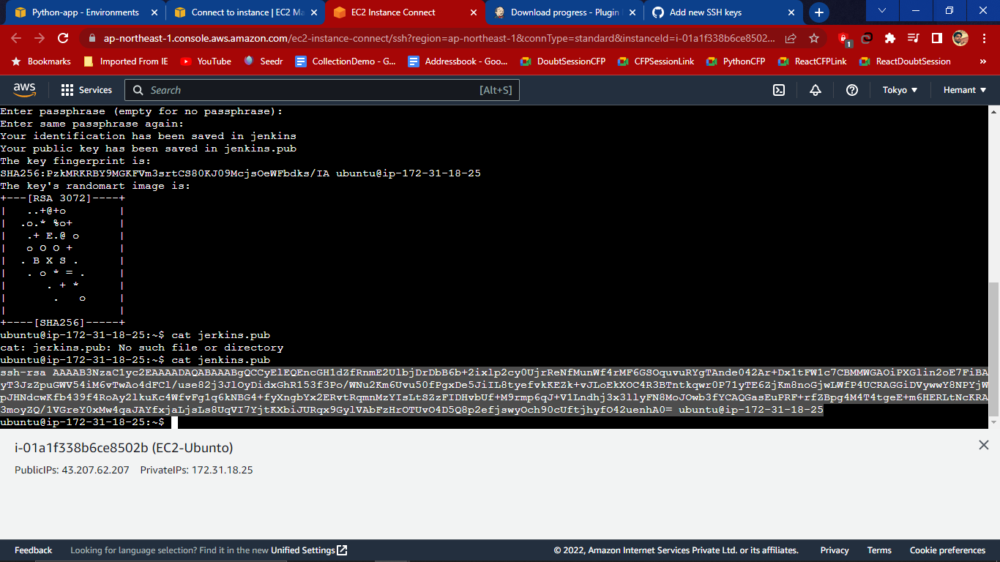 Python-app - Environments
Connect to instance | EC2 Ma
EC2 Instance Connect
Download progress - Plugin
Add new SSH keys
ap-northeast-1.console.aws.amazon.com/ec2-instance-connect/ssh?region=ap-northeast-1&connType=standard&instanceId=i-01a1f338b6ce8502...
1
Bookmarks
Imported From IE
YouTube
Seedr
CollectionDemo - G...
Addressbook - Goo...
DoubtSessionCFP
CFPSessionLink
PythonCFP
ReactCFPLink
ReactDoubtSession
»
aws
Services
Search
[Alt+S]
Tokyo
Hemant
Enter passphrase (empty for no passphrase):
Enter same passphrase again:
Your identification has been saved in jenkins
Your public key has been saved in jenkins.pub
The key fingerprint is:
SHA256:PzkMRKRBY9MGKFVm3srtCS80KJ09McjsOeWFbdks/IA ubuntu@ip-172-31-18-25
The key's randomart image is:
+---[RSA 3072]----+
|   ..+@+o        |
|  .o.* %o+       |
|   .+ E.@ o      |
|   o O O +       |
|  . B X S .      |
|   . o * = .     |
|      . + *      |
|       .   o     |
|                 |
+----[SHA256]-----+
ubuntu@ip-172-31-18-25:~$ cat jerkins.pub
cat: jerkins.pub: No such file or directory
ubuntu@ip-172-31-18-25:~$ cat jenkins.pub
ssh-rsa AAAAB3NzaC1yc2EAAAADAQABAAABgQCCyElEQEncGH1dZfRnmE2UlbjDrDbB6b+2ixlp2cy0UjrReNfMunWf4rMF6GSOquvuRYgTAnde042Ar+Dx1tFW1c7CBMMWGAOiPXGlin2oE7FiBA
yT3JzZpuGWV54iM6vTwAo4dFCl/use82j3JlOyDidxGhR153f3Po/WNu2Km6Uvu50fPgxDe5JiIL8tyefvkKEZk+vJLoEkXOC4R3BTntkqwr0P71yTE6ZjKm8noGjwLWfP4UCRAGGiDVywwY8NPYjW
pJHNdcwKfb439f4RoAy2lkuKc4WfvFg1q6kNBG4+fyXngbYx2ERvtRqmnMzYIsLtSZzFIDHvbUf+M9rmp6qJ+V1Lndhj3x3llyFN8MoJOwb3fYCAQGasEuPRF+rfZBpg4M4T4tgeE+m6HERLtNcKRA
3moyZQ/1VGreY0xMw4qaJAYfxjaLjsLs8UqVI7YjtKXbiJURqx9GylVAbFzHrOTUvO4D5Q8p2efjswyOch90cUftjhyfO42uenhA0= ubuntu@ip-172-31-18-25
ubuntu@ip-172-31-18-25:~$
i-01a1f338b6ce8502b (EC2-Ubunto)
PublicIPs: 43.207.62.207 PrivateIPs: 172.31.18.25
Feedback
Looking for language selection? Find it in the new Unified Settings
© 2022, Amazon Internet Services Private Ltd. or its affiliates.
Privacy
Terms
Cookie preferences